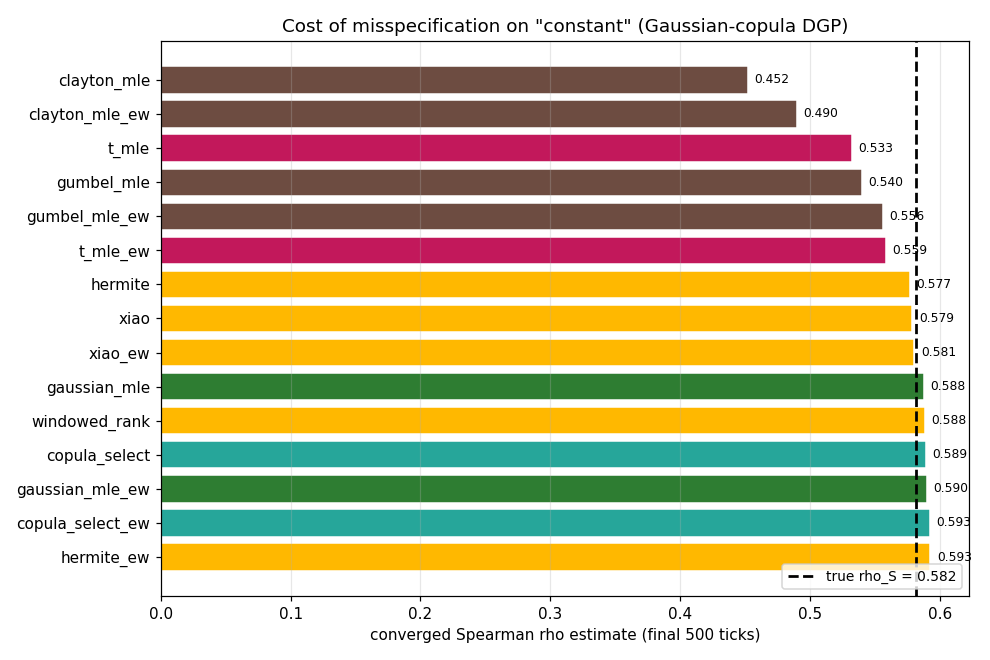 Cost of misspecification on "constant" (Gaussian-copula DGP)
clayton_mle 0.452
clayton_mle_ew 0.490
t_mle 0.533
gumbel_mle 0.540
gumbel_mle_ew 0.556
t_mle_ew 0.559
hermite 0.577
xiao 0.579
xiao_ew 0.581
gaussian_mle 0.588
windowed_rank 0.588
copula_select 0.589
gaussian_mle_ew 0.590
copula_select_ew 0.593
hermite_ew 0.593
true rho_S = 0.582
0.0 0.1 0.2 0.3 0.4 0.5 0.6
converged Spearman rho estimate (final 500 ticks)